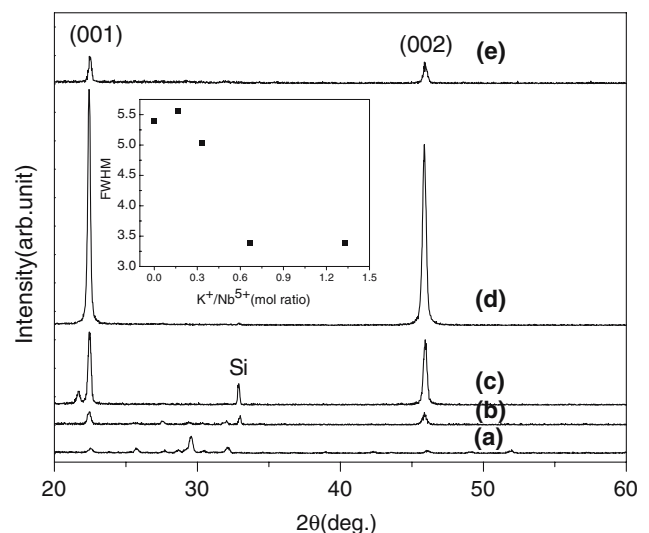 (001)
(002)
(e)
5.5
5.0
4.5
4.0
3.5
3.0
FWHM
0.0 0.3 0.6 0.9 1.2 1.5
K⁺/Nb⁵⁺(mol ratio)
(d)
Si
(c)
(b)
(a)
Intensity(arb.unit)
20 30 40 50 60
2θ(deg.)